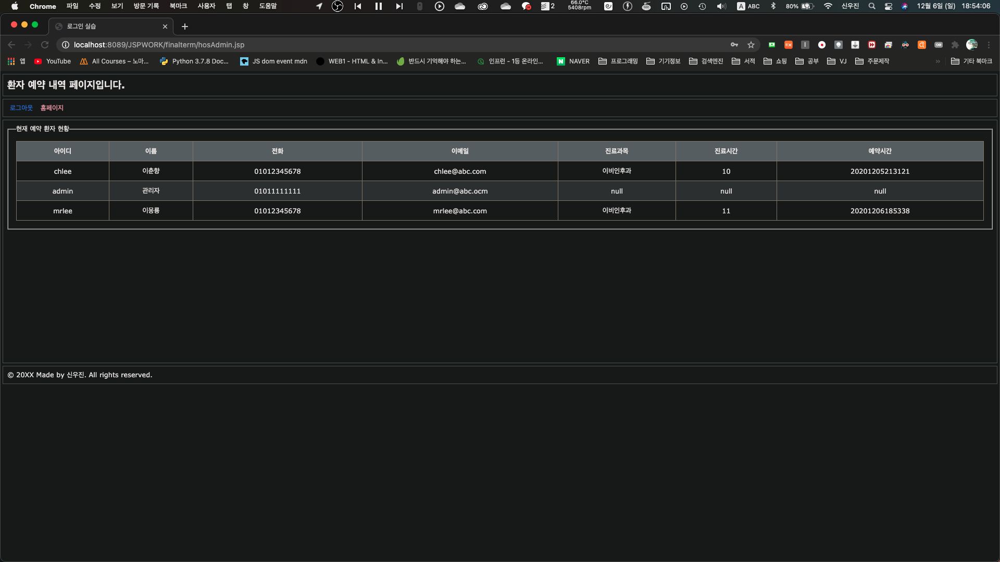 Chrome 파일 수정 보기 방문 기록 북마크 사용자 탭 창 도움말 2 66.0°C 5408rpm A ABC 80% 신우진 12월 6일 (일) 18:54:06
로그인 실습
localhost:8089/JSPWORK/finalterm/hosAdmin.jsp
앱 YouTube All Courses – 노마... Python 3.7.8 Doc... JS dom event mdn WEB1 - HTML & In... 반드시 기억해야 하는... 인프런 - 1등 온라인... N NAVER 프로그래밍 기기정보 검색엔진 서적 쇼핑 공부 VJ 주문제작 » 기타 북마크
환자 예약 내역 페이지입니다.
로그아웃 홈페이지
현재 예약 환자 현황
아이디 이름 전화 이메일 진료과목 진료시간 예약시간
chlee 이춘향 01012345678 chlee@abc.com 이비인후과 10 20201205213121
admin 관리자 01011111111 admin@abc.ocm null null null
mrlee 이몽룡 01012345678 mrlee@abc.com 이비인후과 11 20201206185338
© 20XX Made by 신우진. All rights reserved.